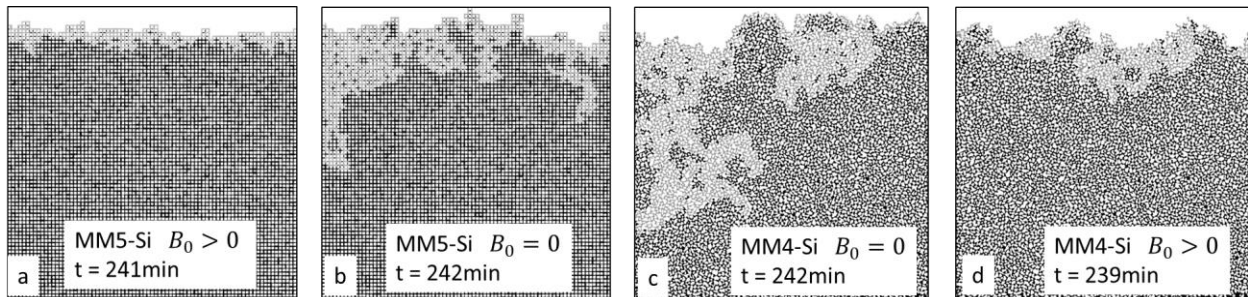 MM5-Si B₀ > 0
t = 241min
a
MM5-Si B₀ = 0
t = 242min
b
MM4-Si B₀ = 0
t = 242min
c
MM4-Si B₀ > 0
t = 239min
d